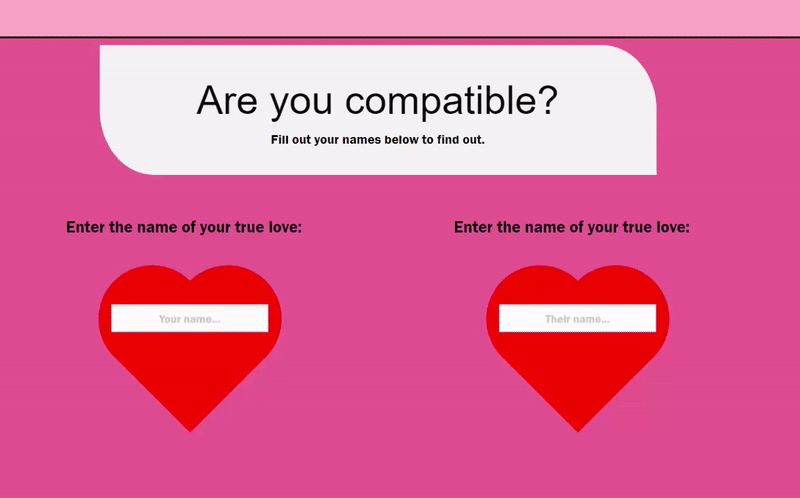 Are you compatible?
Fill out your names below to find out.
Enter the name of your true love:
Enter the name of your true love:
Your name...
Their name...